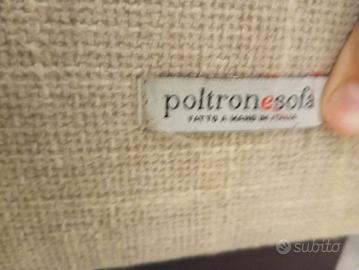 poltronesofà
FATTO A MANO IN ITALIA
subito